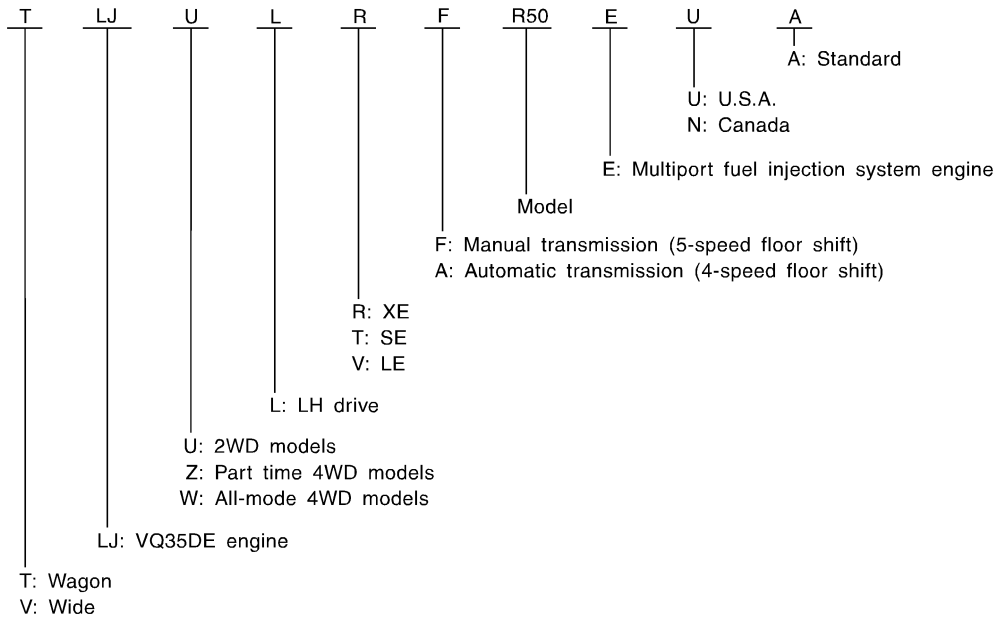 T LJ U L R F R50 E U A
A: Standard
U: U.S.A.
N: Canada
E: Multiport fuel injection system engine
Model
F: Manual transmission (5-speed floor shift)
A: Automatic transmission (4-speed floor shift)
R: XE
T: SE
V: LE
L: LH drive
U: 2WD models
Z: Part time 4WD models
W: All-mode 4WD models
LJ: VQ35DE engine
T: Wagon
V: Wide